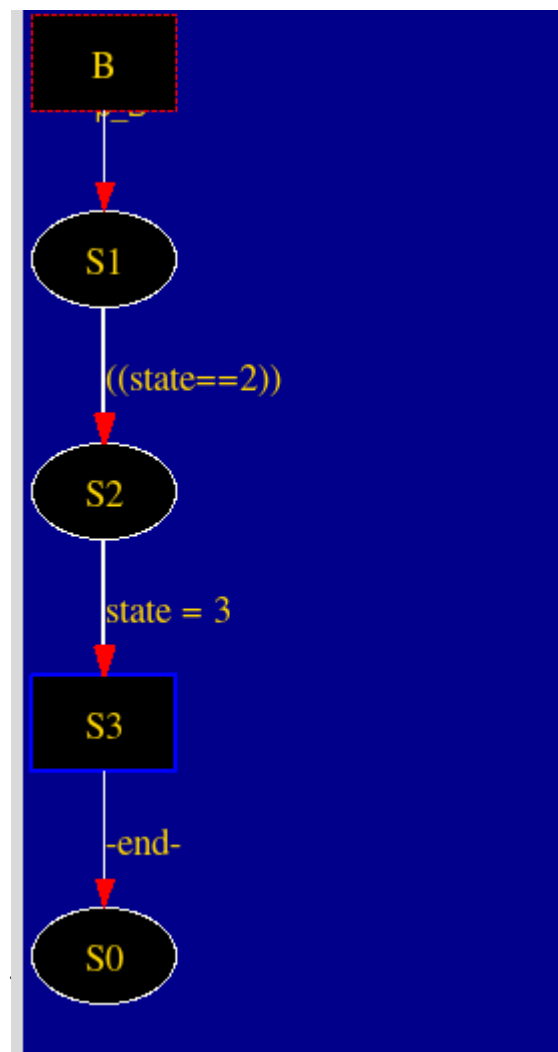 B
S1
((state==2))
S2
state = 3
S3
-end-
S0